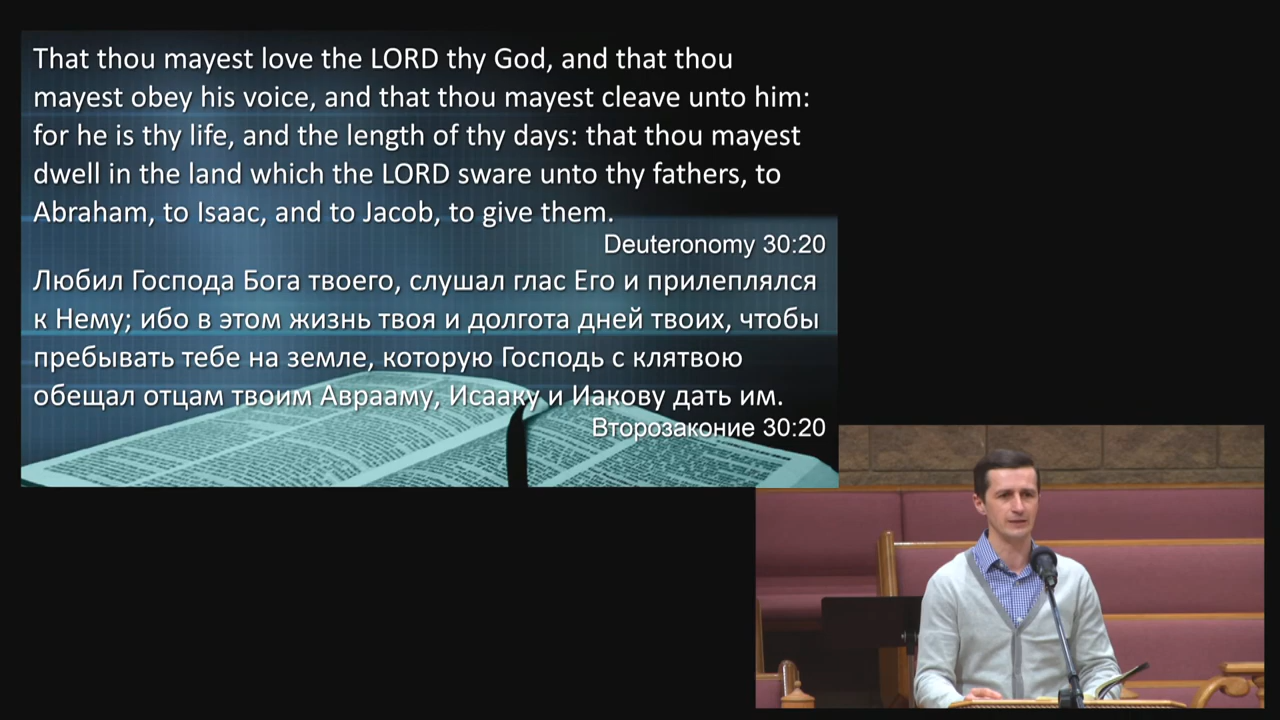 That thou mayest love the LORD thy God, and that thou
mayest obey his voice, and that thou mayest cleave unto him:
for he is thy life, and the length of thy days: that thou mayest
dwell in the land which the LORD sware unto thy fathers, to
Abraham, to Isaac, and to Jacob, to give them.
Deuteronomy 30:20
Любил Господа Бога твоего, слушал глас Его и прилеплялся
к Нему; ибо в этом жизнь твоя и долгота дней твоих, чтобы
пребывать тебе на земле, которую Господь с клятвою
обещал отцам твоим Аврааму, Исааку и Иакову дать им.
Второзаконие 30:20